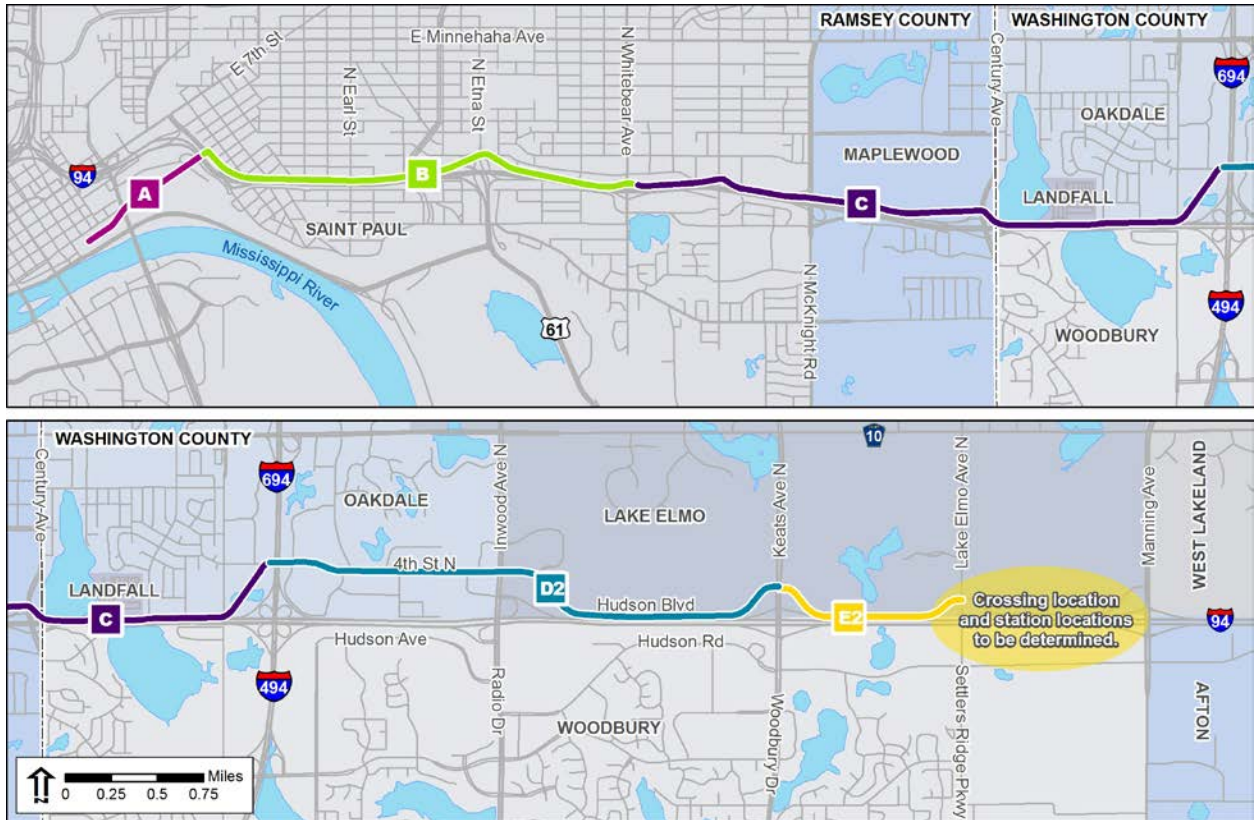 RAMSEY COUNTY
WASHINGTON COUNTY
E Minnehaha Ave
E 7th St
N Earl St
N Etna St
N Whitebear Ave
Century Ave
694
OAKDALE
94
A
B
MAPLEWOOD
C
LANDFALL
SAINT PAUL
Mississippi River
N McKnight Rd
61
494
WOODBURY
WASHINGTON COUNTY
Century Ave
694
OAKDALE
Inwood Ave N
LAKE ELMO
Keats Ave N
10
Lake Elmo Ave N
Manning Ave
WEST LAKELAND
4th St N
LANDFALL
C
D2
Hudson Blvd
E2
Crossing location
and station locations
to be determined.
94
Hudson Ave
Hudson Rd
494
Radio Dr
WOODBURY
Woodbury Dr
Settlers Ridge Pkwy
AFTON
N
Miles
0 0.25 0.5 0.75